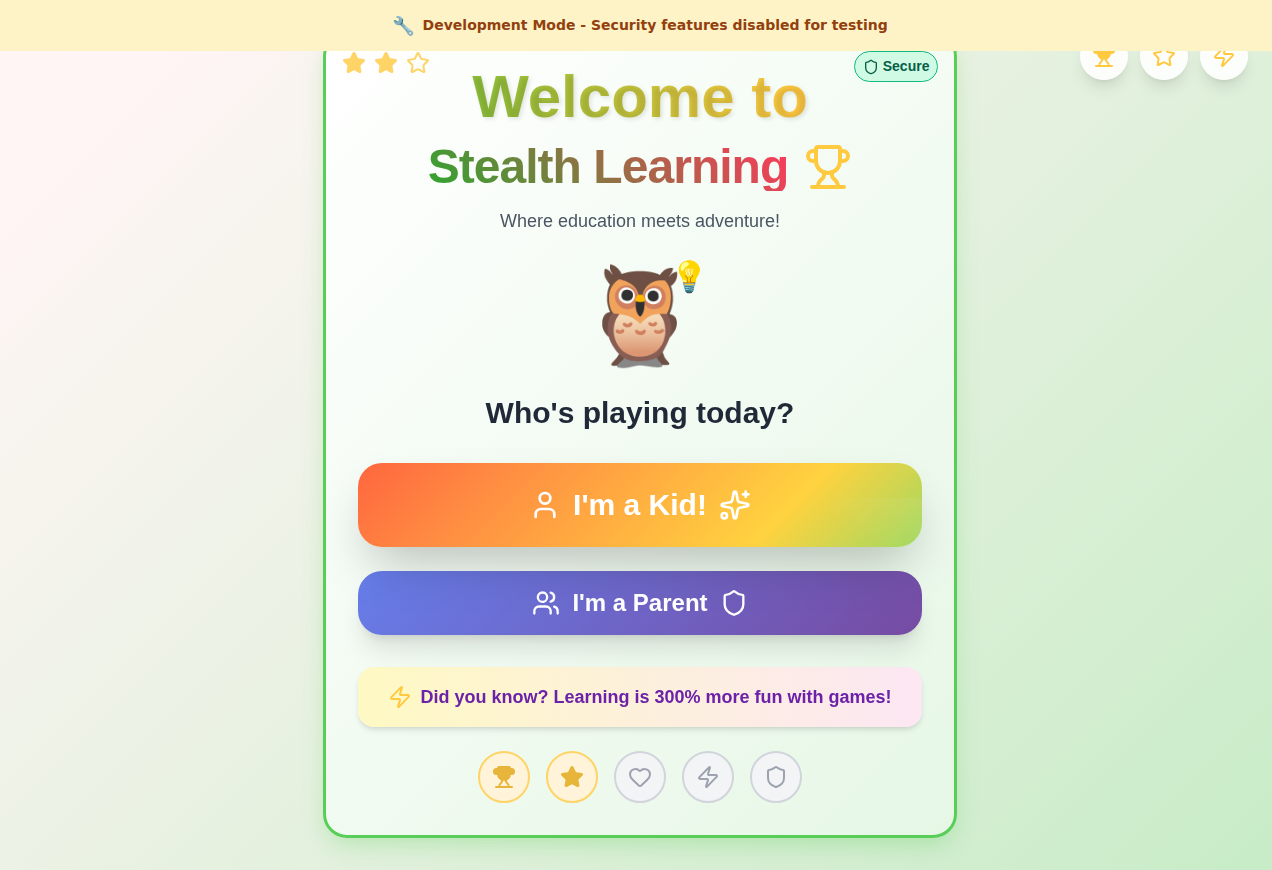 Development Mode - Security features disabled for testing
Secure
Welcome to
Stealth Learning
Where education meets adventure!
Who's playing today?
I'm a Kid!
I'm a Parent
Did you know? Learning is 300% more fun with games!